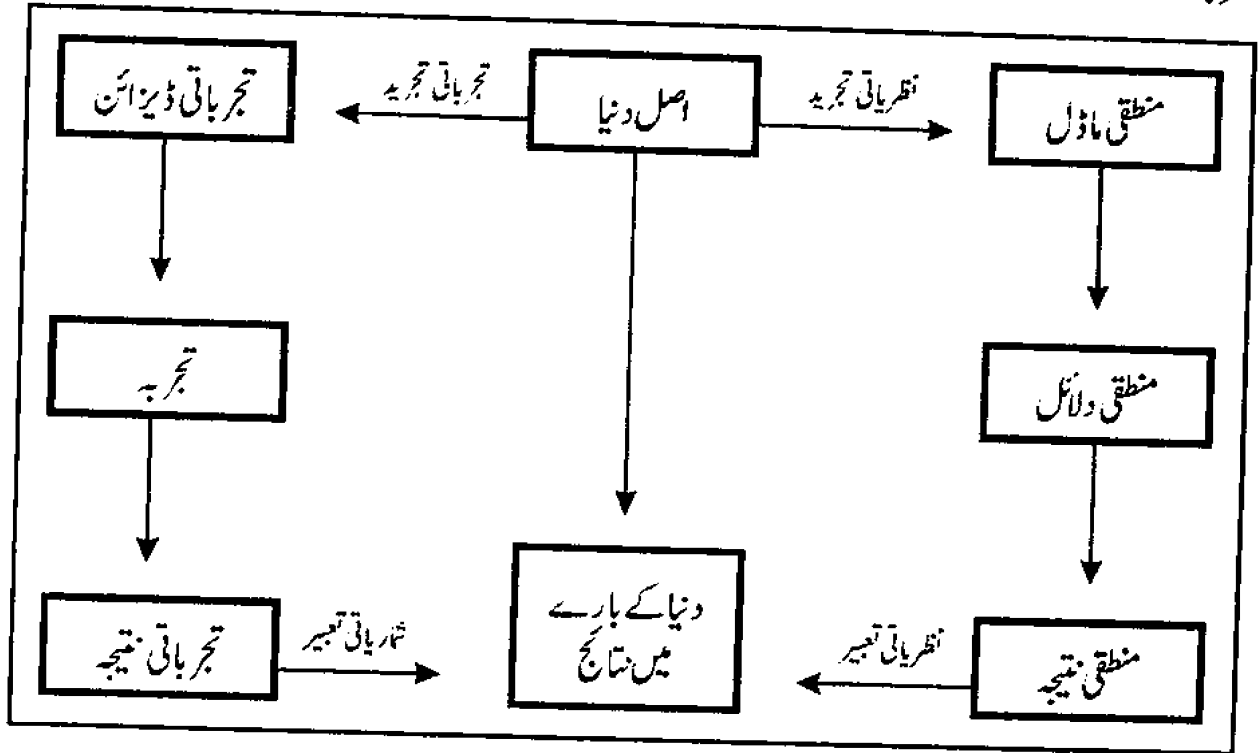 منطقی ماڈل
نظریاتی تجرید
اصل دنیا
تجرباتی تجرید
تجرباتی ڈیزائن
منطقی دلائل
تجربہ
منطقی نتیجہ
نظریاتی تعبیر
دنیا کے بارے
میں نتائج
شماریاتی تعبیر
تجرباتی نتیجہ